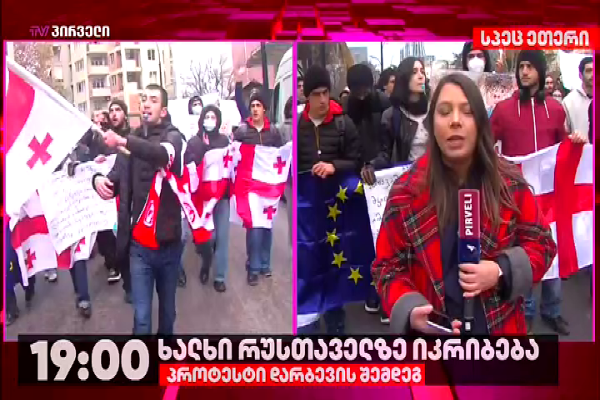 TV ᲞᲘᲠᲕᲔᲚᲘ
ᲡᲞᲔᲪ ᲔᲗᲔᲠᲘ
PIRVELI
19:00 ᲮᲐᲚᲮᲘ ᲠᲣᲡᲗᲐᲕᲔᲚᲖᲔ ᲘᲙᲠᲘᲑᲔᲑᲐ
ᲞᲠᲝᲢᲔᲡᲢᲘ ᲓᲐᲠᲑᲔᲕᲘᲡ ᲨᲔᲛᲓᲔᲒ